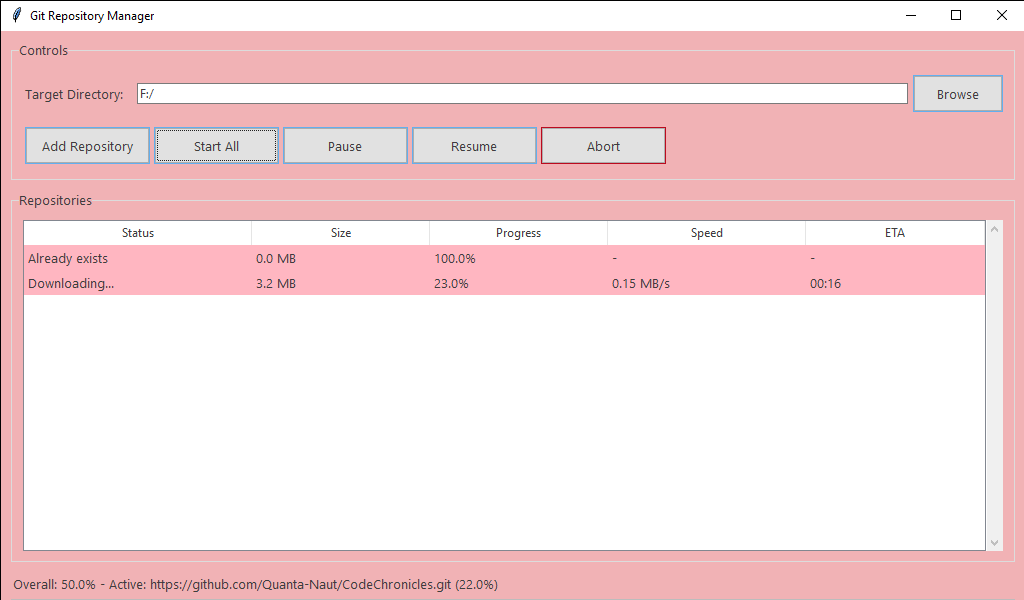 Git Repository Manager
Controls
Target Directory: F:/ Browse
Add Repository Start All Pause Resume Abort
Repositories
Status Size Progress Speed ETA
Already exists 0.0 MB 100.0% - -
Downloading... 3.2 MB 23.0% 0.15 MB/s 00:16
Overall: 50.0% - Active: https://github.com/Quanta-Naut/CodeChronicles.git (22.0%)